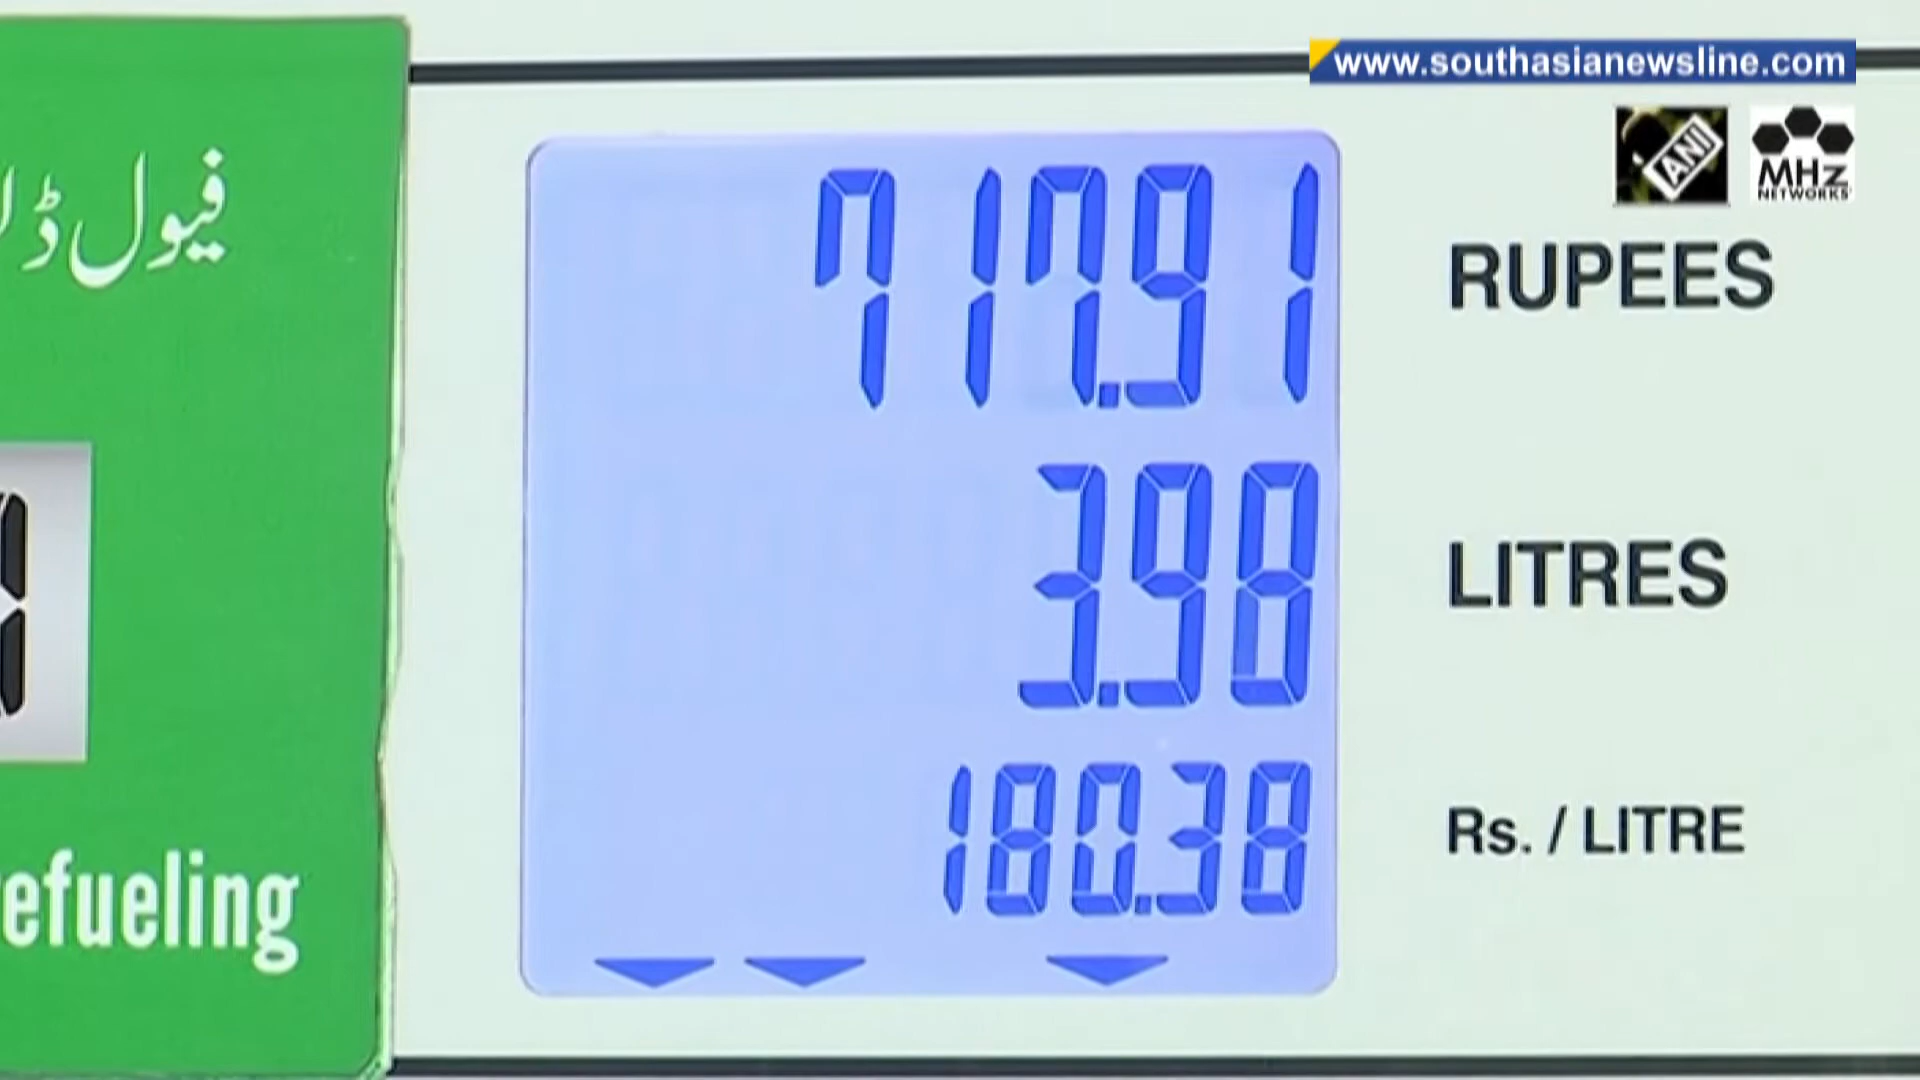 www.southasianewsline.com
ANI
MHz
NETWORKS
فیول
717.91
RUPEES
3.98
LITRES
180.38
Rs. / LITRE
efueling